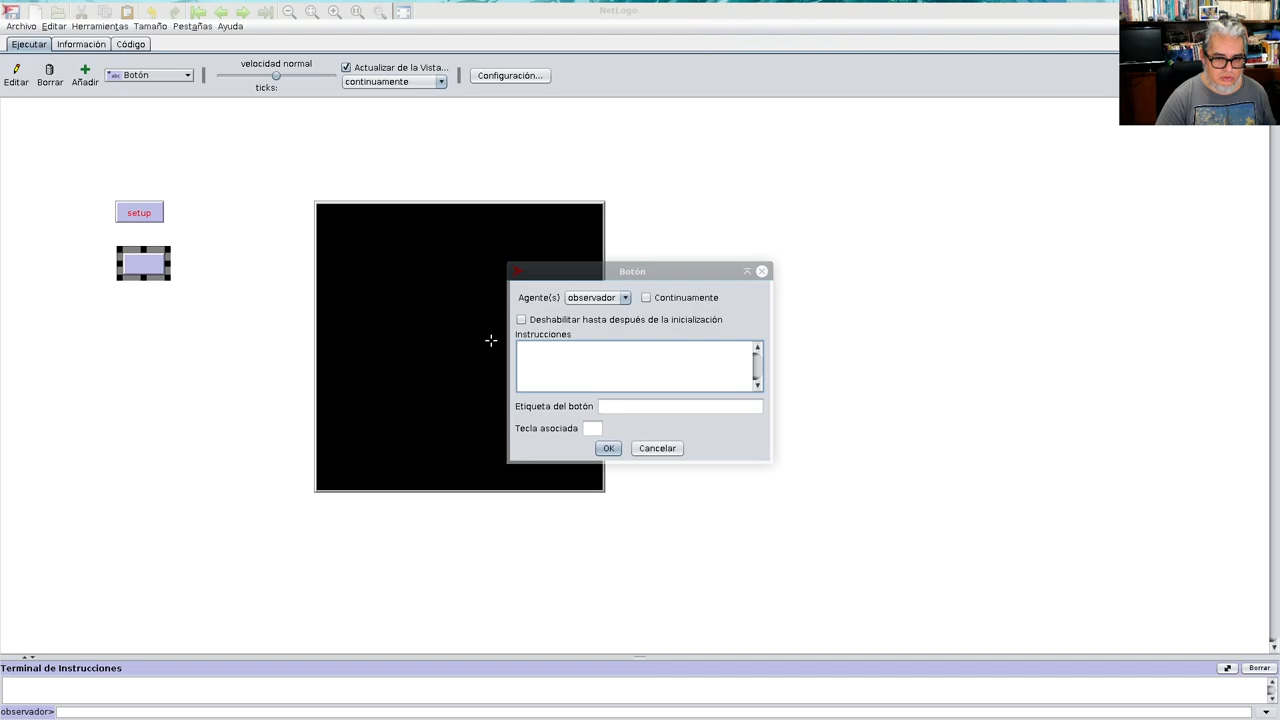 NetLogo
Archivo Editar Herramientas Tamaño Pestañas Ayuda
Ejecutar Información Código
Editar Borrar Añadir
abc Botón
velocidad normal
ticks:
Actualizar de la Vista...
continuamente
Configuración...
setup
Botón
Agente(s) observador Continuamente
Deshabilitar hasta después de la inicialización
Instrucciones
Etiqueta del botón
Tecla asociada
OK Cancelar
Terminal de Instrucciones
Borrar
observador>